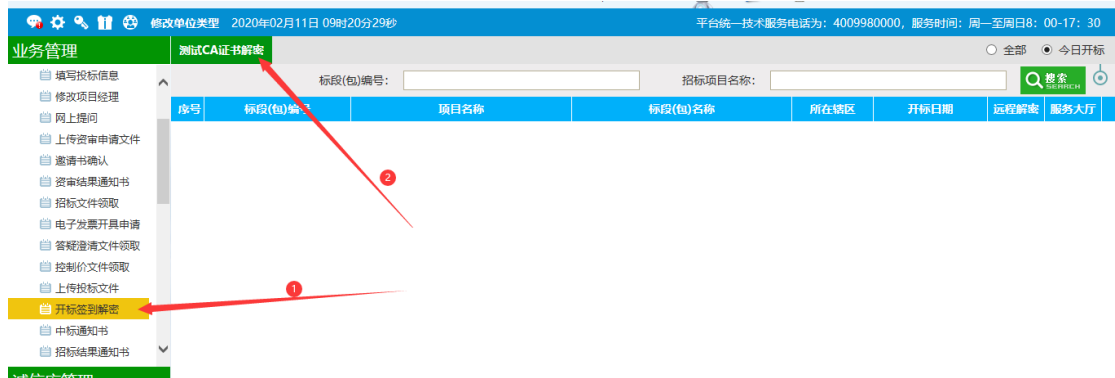 修改单位类型 2020年02月11日 09时20分29秒 平台统一技术服务电话为：4009980000，服务时间：周一至周日8：00-17：30
业务管理 测试CA证书解密 全部 今日开标
填写投标信息
修改项目经理
网上提问
上传资审申请文件
邀请书确认
资审结果通知书
招标文件领取
电子发票开具申请
答疑澄清文件领取
控制价文件领取
上传投标文件
开标签到解密
中标通知书
招标结果通知书
诚信库管理
标段(包)编号： 招标项目名称： 搜索 SEARCH
序号 标段(包)编号 项目名称 标段(包)名称 所在辖区 开标日期 远程解密 服务大厅
2
1